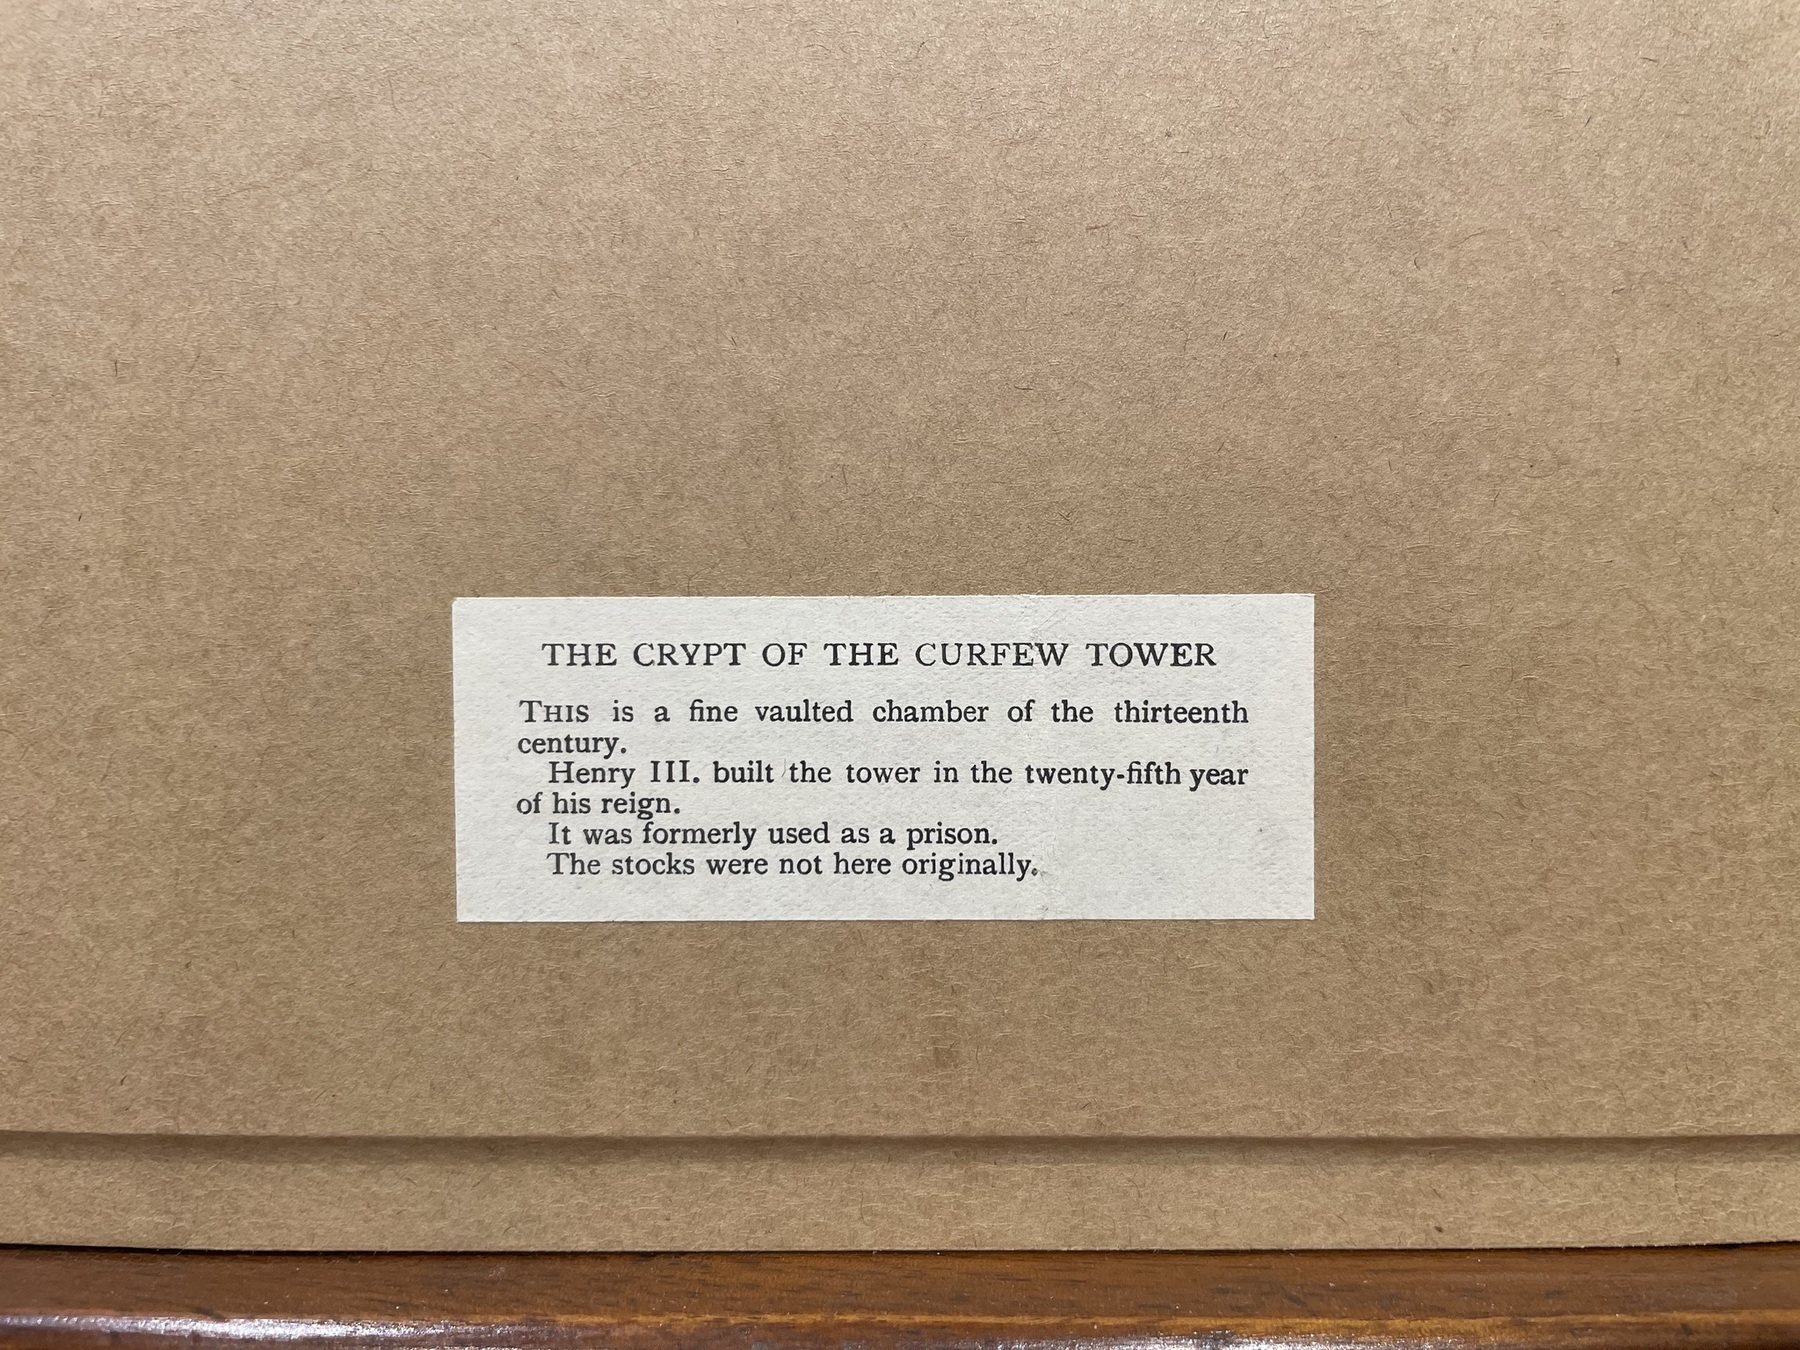 THE CRYPT OF THE CURFEW TOWER
THIS is a fine vaulted chamber of the thirteenth
century.
Henry III. built the tower in the twenty-fifth year
of his reign.
It was formerly used as a prison.
The stocks were not here originally.